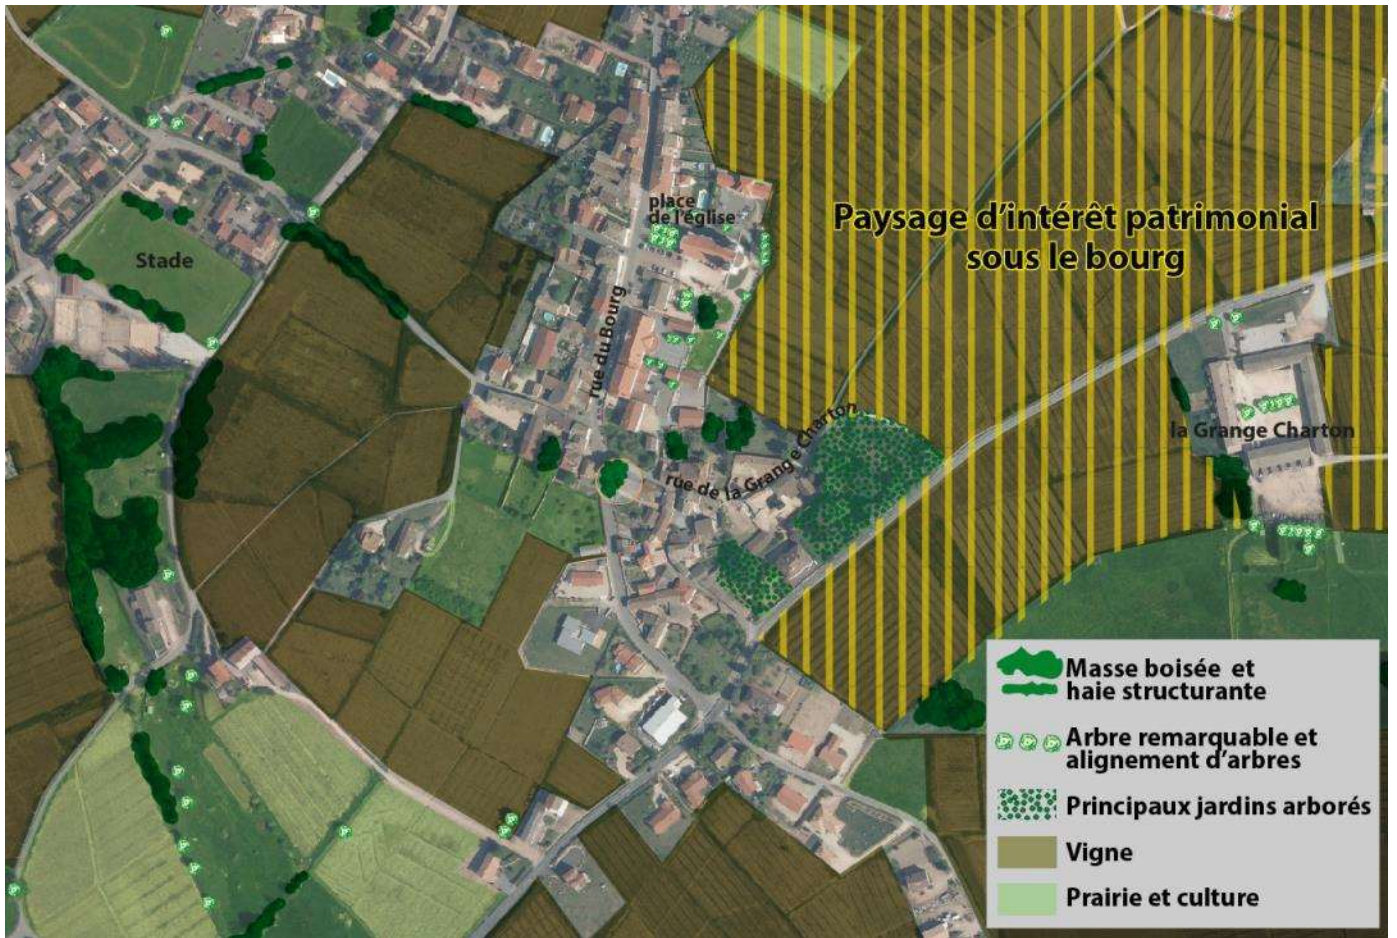 place
de l'église
Paysage d'intérêt patrimonial
sous le bourg
Stade
rue du Bourg
la Grange Charton
rue de la Grange Charton
Masse boisée et
haie structurante
Arbre remarquable et
alignement d'arbres
Principaux jardins arborés
Vigne
Prairie et culture